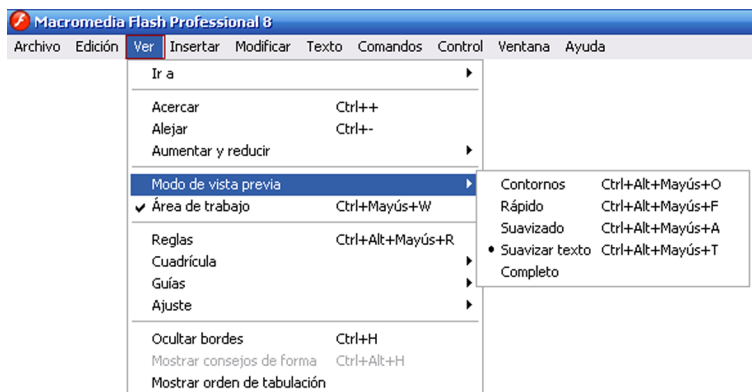 Macromedia Flash Professional 8
Archivo Edición Ver Insertar Modificar Texto Comandos Control Ventana Ayuda
Ir a
Acercar Ctrl++
Alejar Ctrl+-
Aumentar y reducir
Modo de vista previa
Área de trabajo Ctrl+Mayús+W
Reglas Ctrl+Alt+Mayús+R
Cuadrícula
Guías
Ajuste
Ocultar bordes Ctrl+H
Mostrar consejos de forma Ctrl+Alt+H
Mostrar orden de tabulación
Contornos Ctrl+Alt+Mayús+O
Rápido Ctrl+Alt+Mayús+F
Suavizado Ctrl+Alt+Mayús+A
Suavizar texto Ctrl+Alt+Mayús+T
Completo